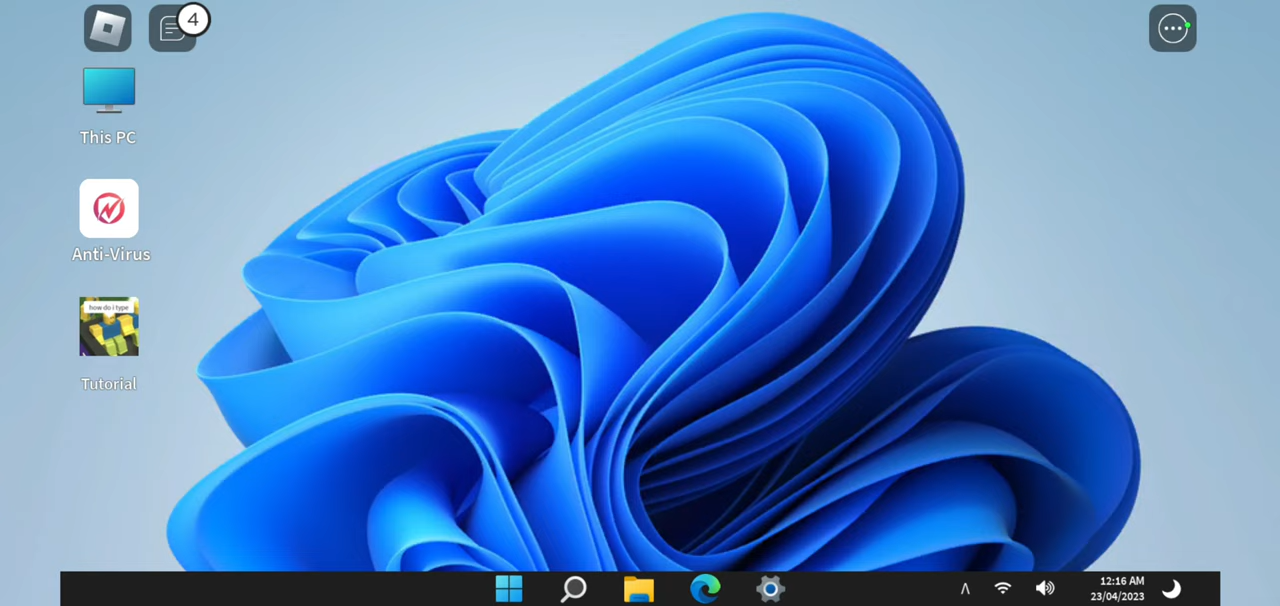 4
This PC
Anti-Virus
how do i type
Tutorial
12:16 AM
23/04/2023